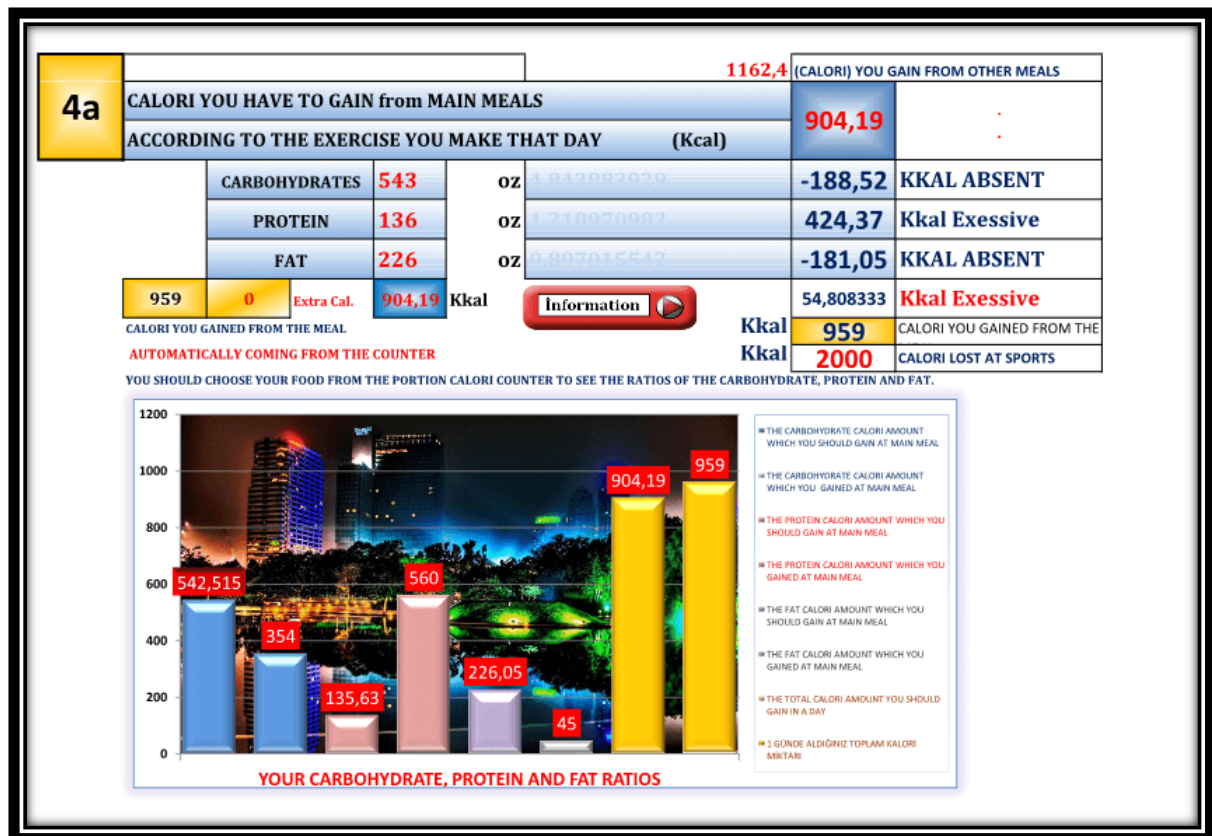 4a
1162,4 (CALORI) YOU GAIN FROM OTHER MEALS
CALORI YOU HAVE TO GAIN from MAIN MEALS
904,19
ACCORDING TO THE EXERCISE YOU MAKE THAT DAY (Kcal)
CARBOHYDRATES 543 oz 4.843883929 -188,52 KKAL ABSENT
PROTEIN 136 oz 1.210970982 424,37 Kkal Exessive
FAT 226 oz 0.897015542 -181,05 KKAL ABSENT
959 0 Extra Cal. 904,19 Kkal İnformation 54,808333 Kkal Exessive
CALORI YOU GAINED FROM THE MEAL
Kkal 959 CALORI YOU GAINED FROM THE
AUTOMATICALLY COMING FROM THE COUNTER
Kkal 2000 CALORI LOST AT SPORTS
YOU SHOULD CHOOSE YOUR FOOD FROM THE PORTION CALORI COUNTER TO SEE THE RATIOS OF THE CARBOHYDRATE, PROTEIN AND FAT.
1200
1000
800
600
400
200
0
542,515
354
135,63
560
226,05
45
904,19
959
YOUR CARBOHYDRATE, PROTEIN AND FAT RATIOS
THE CARBOHYDRATE CALORI AMOUNT
WHICH YOU SHOULD GAIN AT MAIN MEAL
THE CARBOHYDRATE CALORI AMOUNT
WHICH YOU GAINED AT MAIN MEAL
THE PROTEIN CALORI AMOUNT WHICH YOU
SHOULD GAIN AT MAIN MEAL
THE PROTEIN CALORI AMOUNT WHICH YOU
GAINED AT MAIN MEAL
THE FAT CALORI AMOUNT WHICH YOU
SHOULD GAIN AT MAIN MEAL
THE FAT CALORI AMOUNT WHICH YOU
GAINED AT MAIN MEAL
THE TOTAL CALORI AMOUNT YOU SHOULD
GAIN IN A DAY
1 GÜNDE ALDIĞINIZ TOPLAM KALORİ
MİKTARI